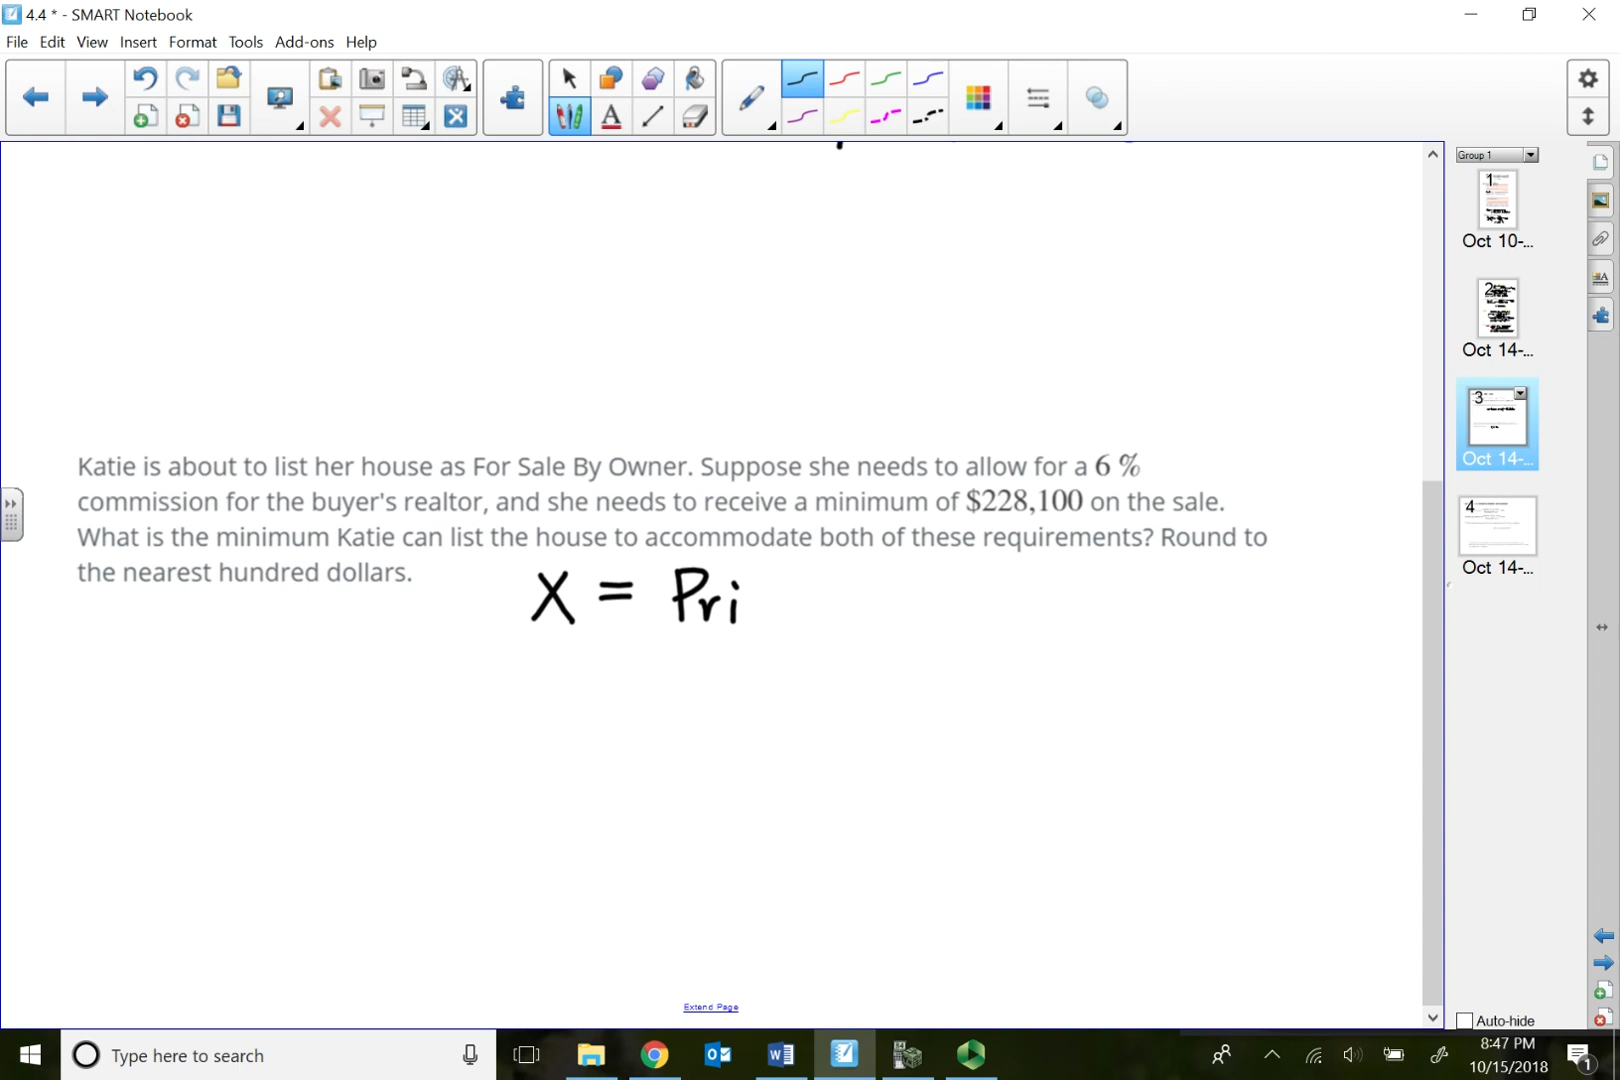 4.4 * - SMART Notebook
File Edit View Insert Format Tools Add-ons Help
Group 1
1
Oct 10-...
2
Oct 14-...
3
Oct 14-...
4
Oct 14-...
Katie is about to list her house as For Sale By Owner. Suppose she needs to allow for a 6 %
commission for the buyer's realtor, and she needs to receive a minimum of $228,100 on the sale.
What is the minimum Katie can list the house to accommodate both of these requirements? Round to
the nearest hundred dollars.
X = Pri
Extend Page
Auto-hide
Type here to search
8:47 PM
10/15/2018
1